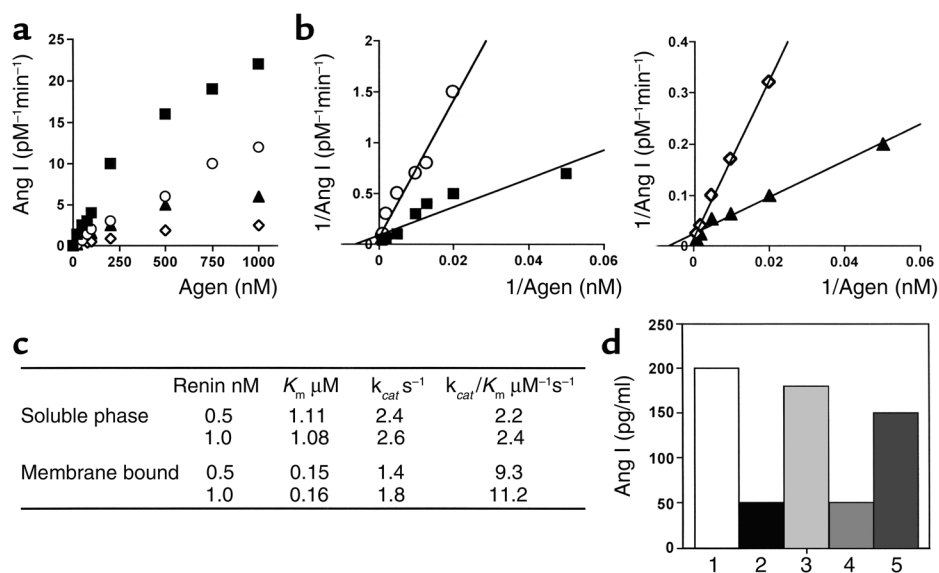 a
Ang I (pM⁻¹min⁻¹)
25
20
15
10
5
0
0 250 500 750 1000
Agen (nM)
b
1/Ang I (pM⁻¹min⁻¹)
2
1.5
1
0.5
0
0 0.02 0.04 0.06
1/Agen (nM)
1/Ang I (pM⁻¹min⁻¹)
0.4
0.3
0.2
0.1
0.00
0 0.02 0.04 0.06
1/Agen (nM)
c
Renin nM Kₘ μM k꜀ₐₜ s⁻¹ k꜀ₐₜ/Kₘ μM⁻¹s⁻¹
Soluble phase 0.5 1.11 2.4 2.2
1.0 1.08 2.6 2.4
Membrane bound 0.5 0.15 1.4 9.3
1.0 0.16 1.8 11.2
d
Ang I (pg/ml)
250
200
150
100
50
0
1 2 3 4 5